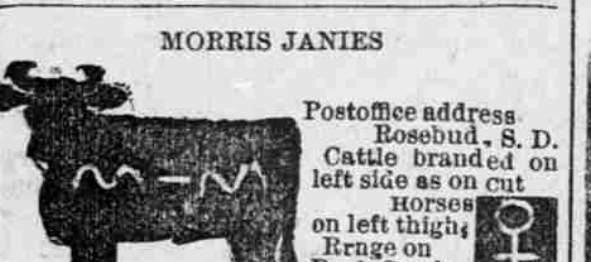 MORRIS JANIES
Postoffice address
Rosebud, S. D.
Cattle branded on
left side as on cut
Horses
on left thigh;
Rrnge on